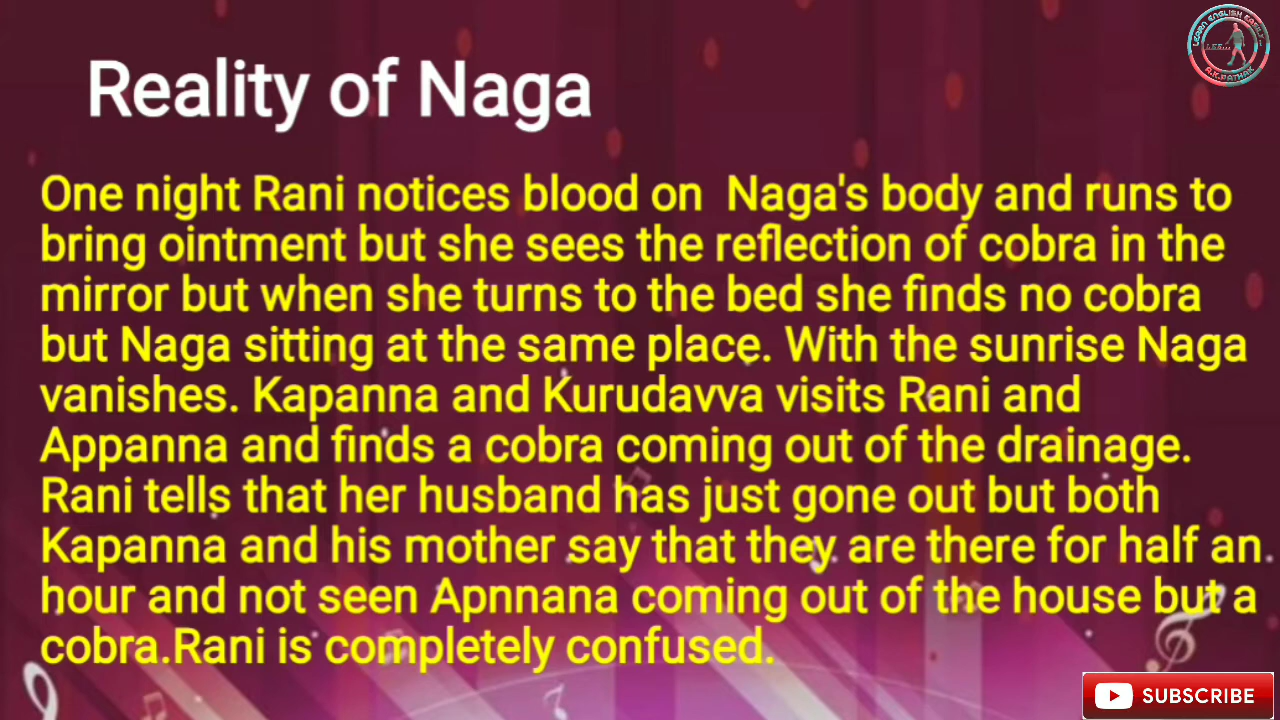 Reality of Naga
LEARN ENGLISH EASILY
LEE...
A.K.PATHAK
One night Rani notices blood on Naga's body and runs to
bring ointment but she sees the reflection of cobra in the
mirror but when she turns to the bed she finds no cobra
but Naga sitting at the same place. With the sunrise Naga
vanishes. Kapanna and Kurudavva visits Rani and
Appanna and finds a cobra coming out of the drainage.
Rani tells that her husband has just gone out but both
Kapanna and his mother say that they are there for half an
hour and not seen Apnnana coming out of the house but a
cobra.Rani is completely confused.
SUBSCRIBE